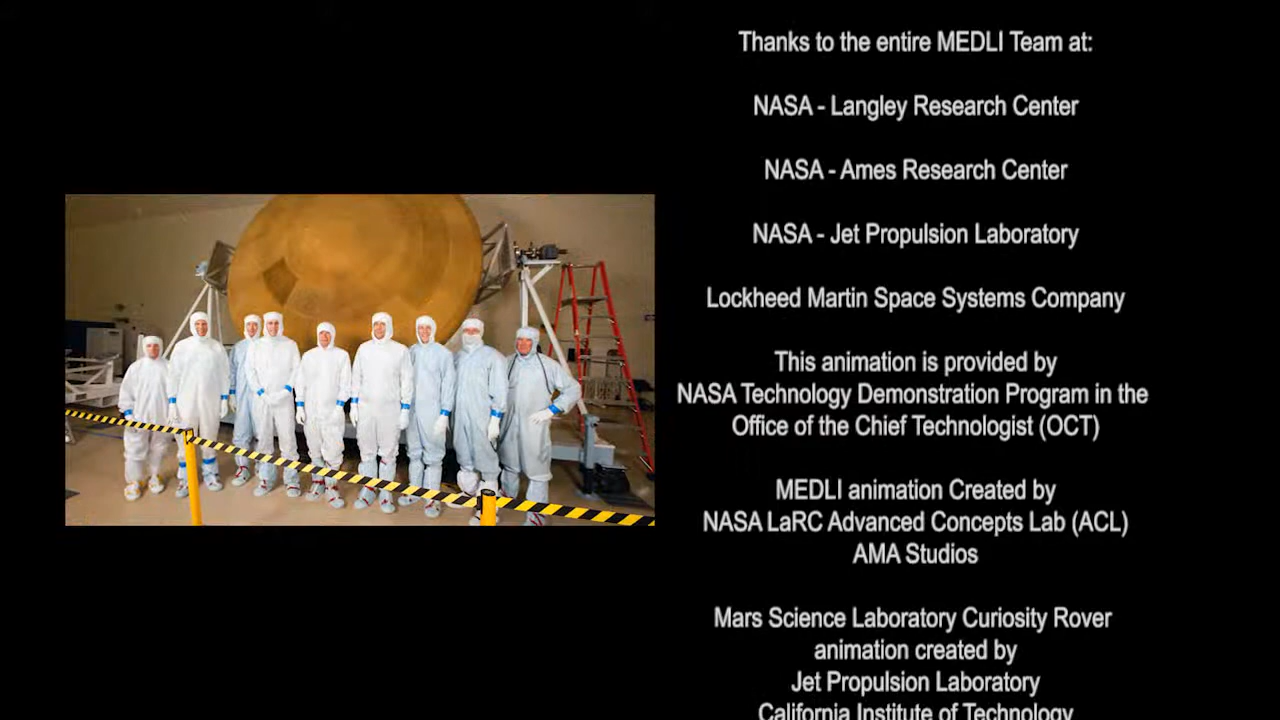 Thanks to the entire MEDLI Team at:
NASA - Langley Research Center
NASA - Ames Research Center
NASA - Jet Propulsion Laboratory
Lockheed Martin Space Systems Company
This animation is provided by
NASA Technology Demonstration Program in the
Office of the Chief Technologist (OCT)
MEDLI animation Created by
NASA LaRC Advanced Concepts Lab (ACL)
AMA Studios
Mars Science Laboratory Curiosity Rover
animation created by
Jet Propulsion Laboratory
California Institute of Technology